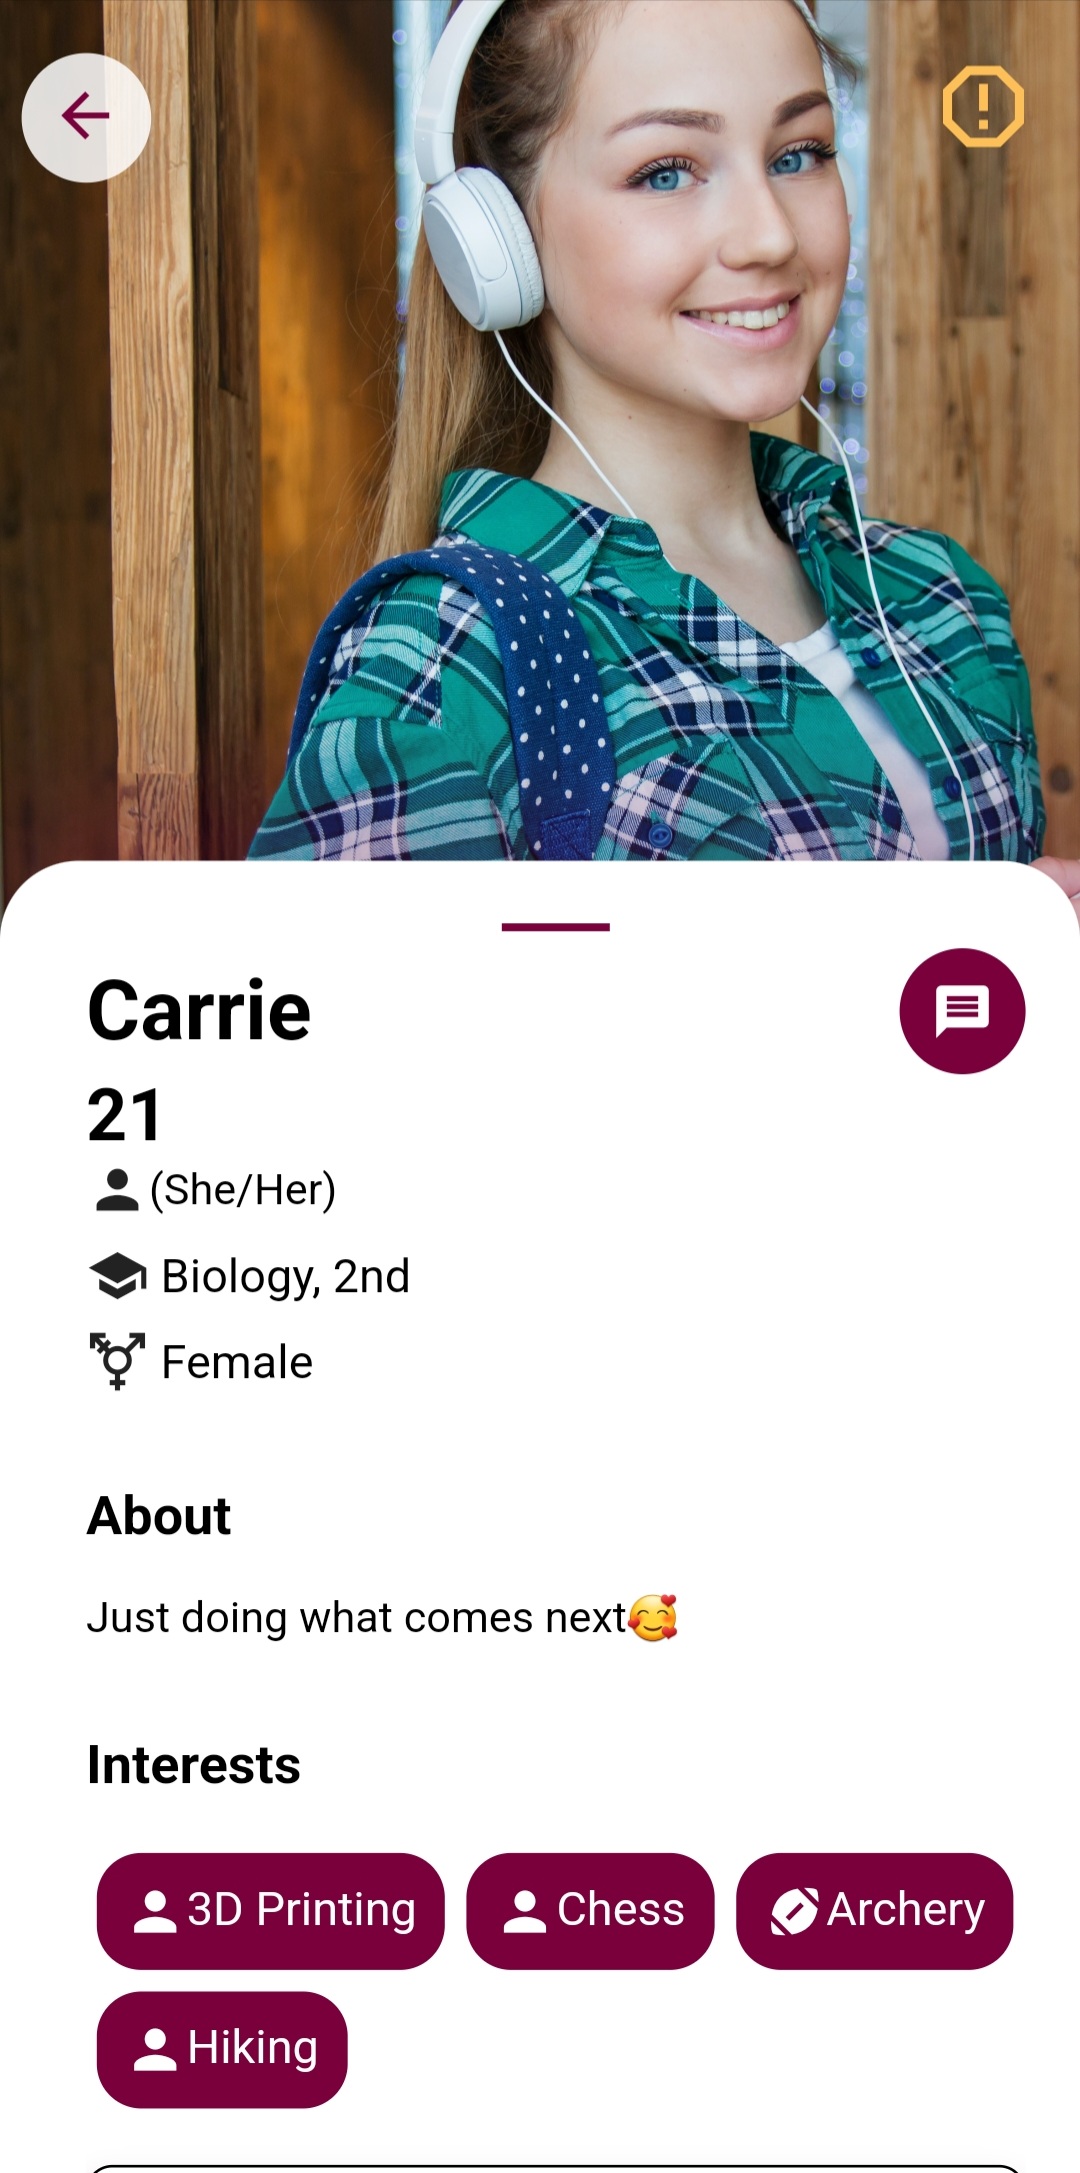 Carrie
21
(She/Her)
Biology, 2nd
Female
About
Just doing what comes next🥰
Interests
3D Printing Chess Archery
Hiking